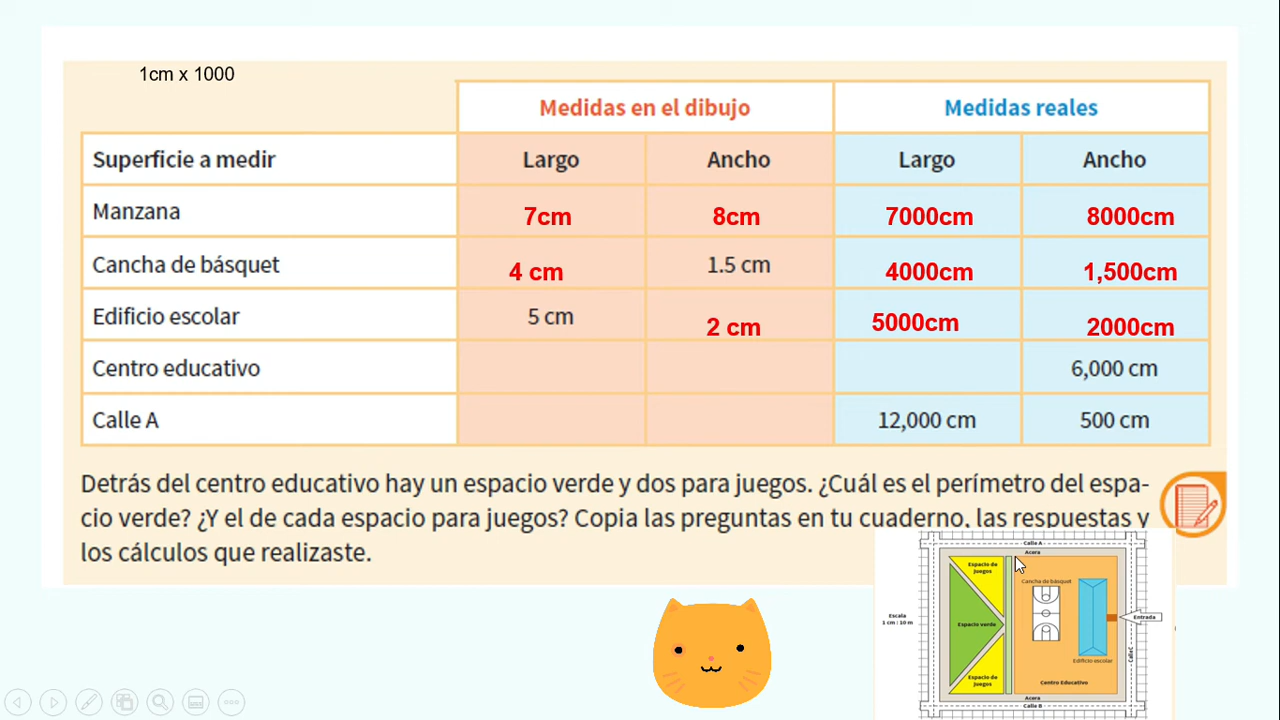 1cm x 1000
Medidas en el dibujo Medidas reales
Superficie a medir Largo Ancho Largo Ancho
Manzana 7cm 8cm 7000cm 8000cm
Cancha de básquet 4 cm 1.5 cm 4000cm 1,500cm
Edificio escolar 5 cm 2 cm 5000cm 2000cm
Centro educativo 6,000 cm
Calle A 12,000 cm 500 cm
Detrás del centro educativo hay un espacio verde y dos para juegos. ¿Cuál es el perímetro del espa-
cio verde? ¿Y el de cada espacio para juegos? Copia las preguntas en tu cuaderno, las respuestas y
los cálculos que realizaste.
Calle A
Acera
Espacio de
juegos
Cancha de básquet
Escala
1 cm : 10 m
Espacio verde
Entrada
Calle C
Edificio escolar
Espacio de
juegos
Centro Educativo
Acera
Calle B